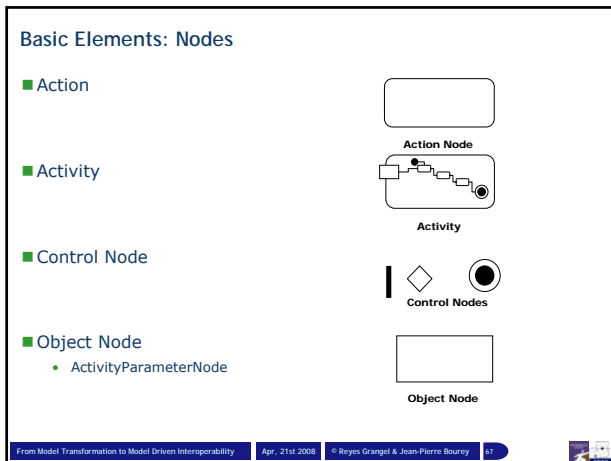 Basic Elements: Nodes
Action
Action Node
Activity
Activity
Control Node
Control Nodes
Object Node
ActivityParameterNode
Object Node
From Model Transformation to Model Driven Interoperability
Apr, 21st 2008
© Reyes Grangel & Jean-Pierre Bourey
67